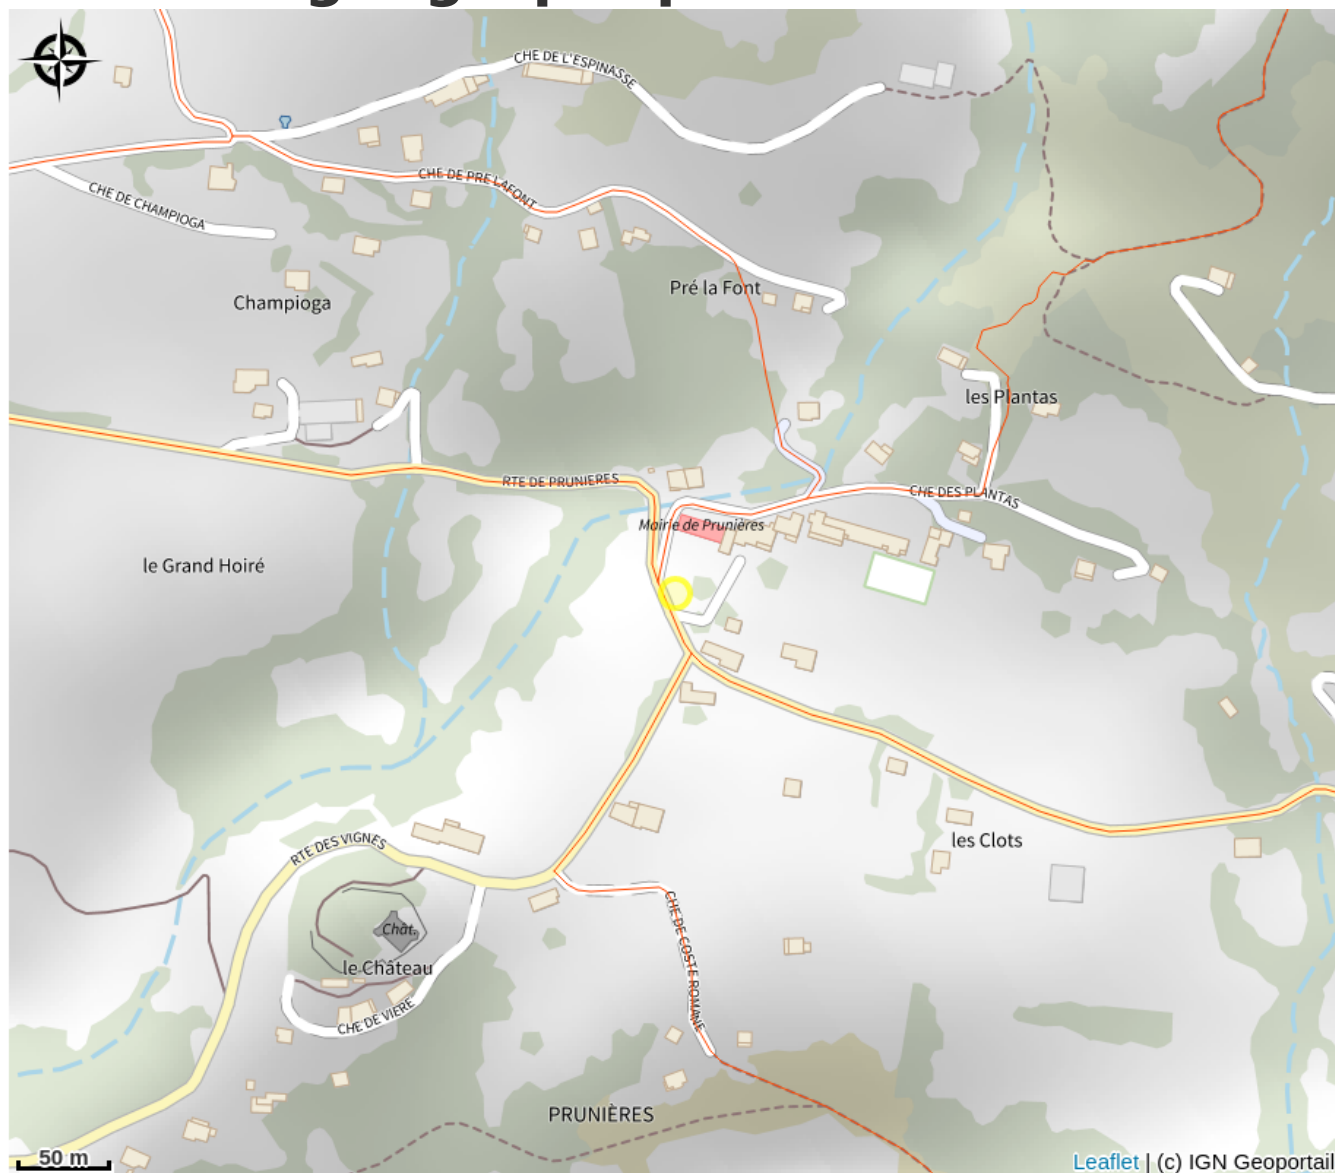 CHE DE L'ESPINASSE
CHE DE PRE LAFONT
CHE DE CHAMPIOGA
Pré la Font
Champioga
les Plantas
RTE DE PRUNIERES
CHE DES PLANTAS
Mairie de Prunières
le Grand Hoiré
RTE DES VIGNES
les Clots
CHE DE COSTE ROMANE
Chât.
le Château
CHE DE VIERE
PRUNIÈRES
50 m
Leaflet | (c) IGN Geoportail